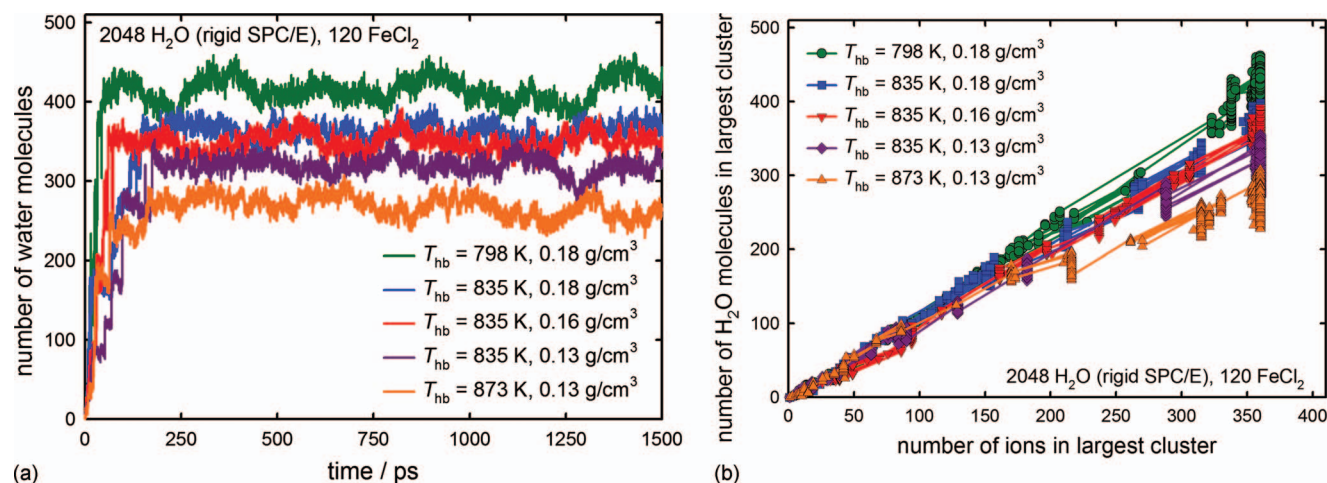 500
400
300
200
100
0
number of water molecules
2048 H₂O (rigid SPC/E), 120 FeCl₂
T_hb = 798 K, 0.18 g/cm³
T_hb = 835 K, 0.18 g/cm³
T_hb = 835 K, 0.16 g/cm³
T_hb = 835 K, 0.13 g/cm³
T_hb = 873 K, 0.13 g/cm³
0 250 500 750 1000 1250 1500
time / ps
(a)
500
400
300
200
100
0
number of H₂O molecules in largest cluster
T_hb = 798 K, 0.18 g/cm³
T_hb = 835 K, 0.18 g/cm³
T_hb = 835 K, 0.16 g/cm³
T_hb = 835 K, 0.13 g/cm³
T_hb = 873 K, 0.13 g/cm³
2048 H₂O (rigid SPC/E), 120 FeCl₂
0 50 100 150 200 250 300 350 400
number of ions in largest cluster
(b)